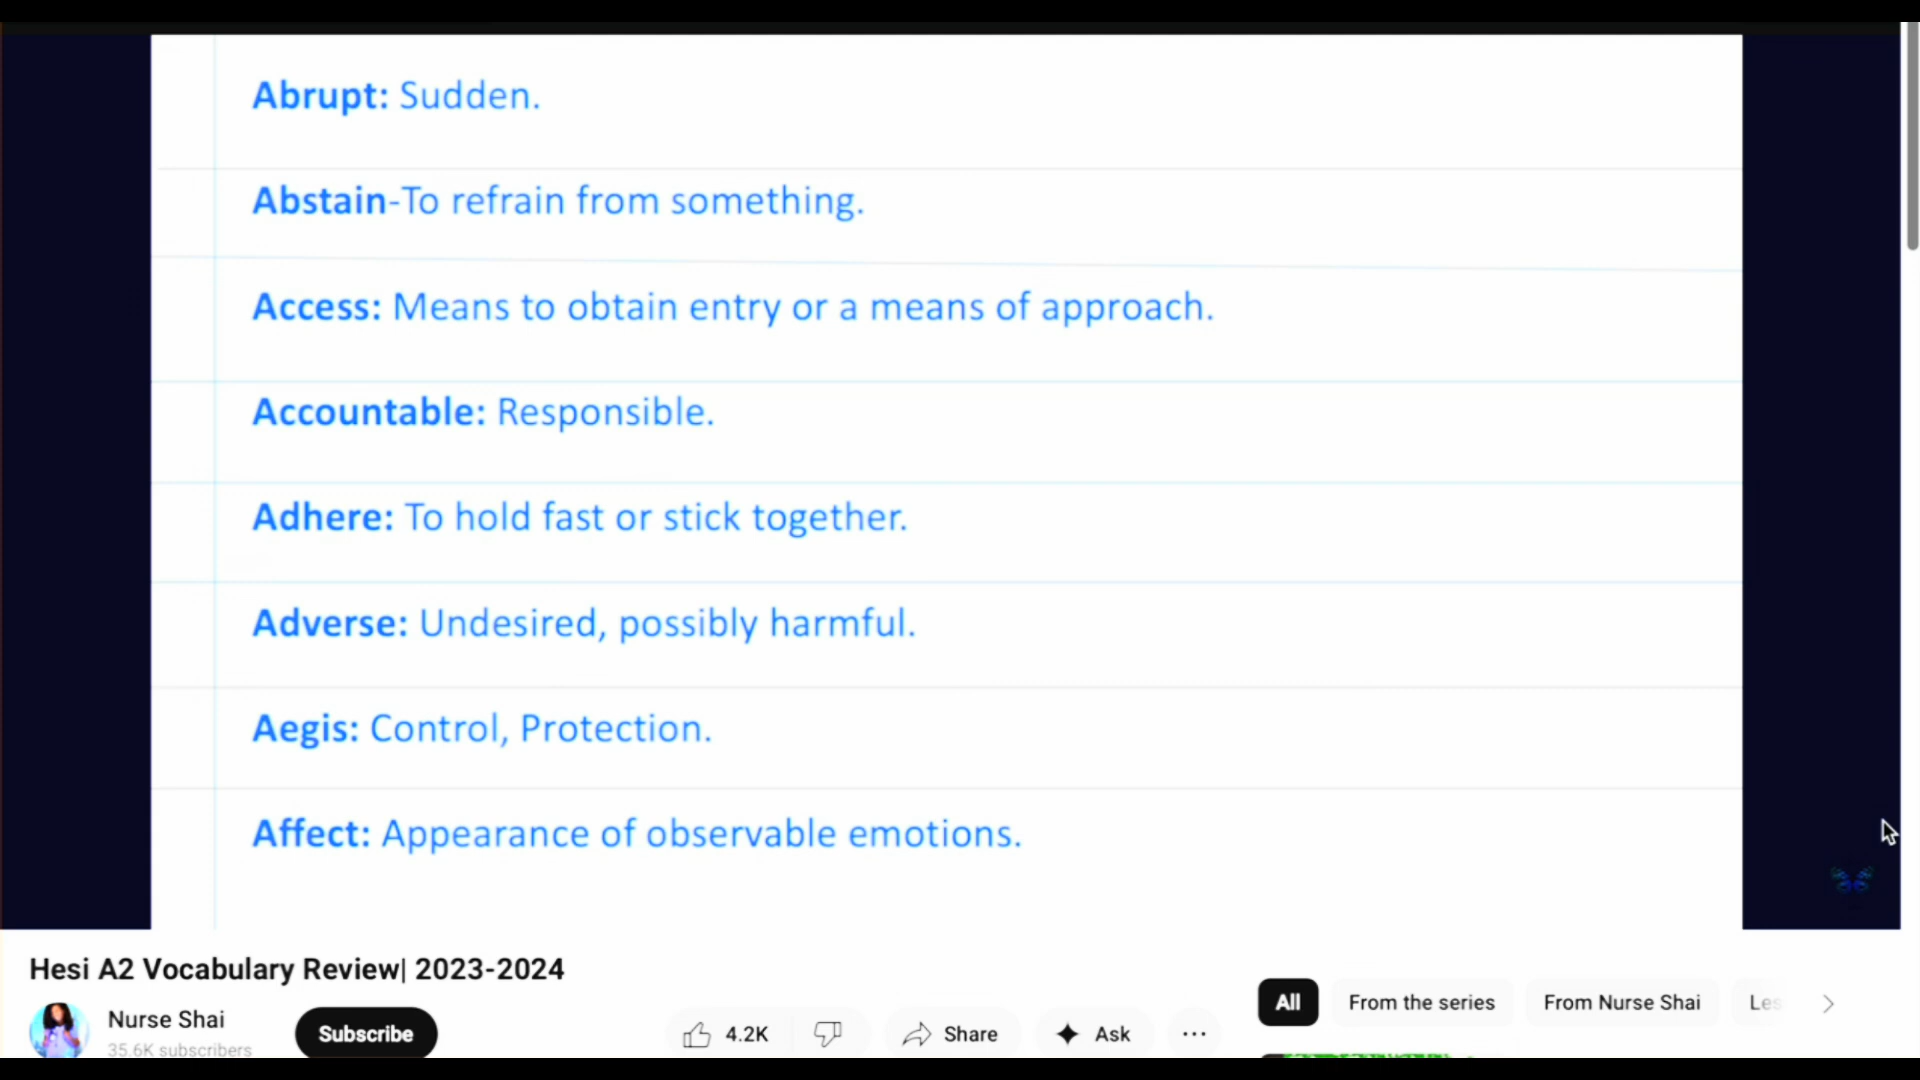 Abrupt: Sudden.
Abstain-To refrain from something.
Access: Means to obtain entry or a means of approach.
Accountable: Responsible.
Adhere: To hold fast or stick together.
Adverse: Undesired, possibly harmful.
Aegis: Control, Protection.
Affect: Appearance of observable emotions.
Hesi A2 Vocabulary Review| 2023-2024
Nurse Shai
35.6K subscribers
Subscribe
4.2K
Share
Ask
All
From the series
From Nurse Shai
Les